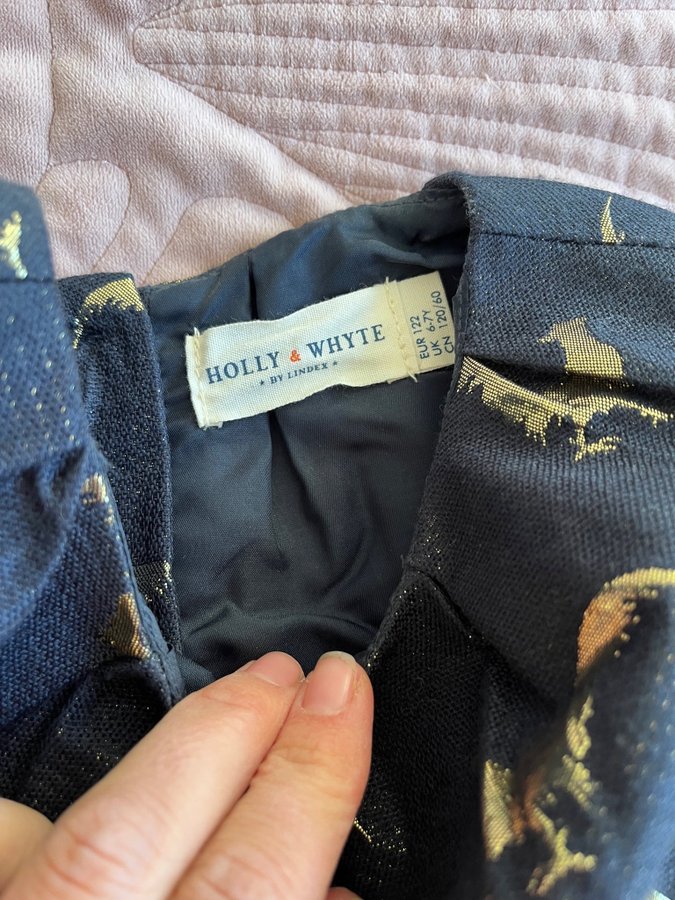 HOLLY & WHYTE
* BY LINDEX *
EUR 122
UK 6-7Y
CN 120/60